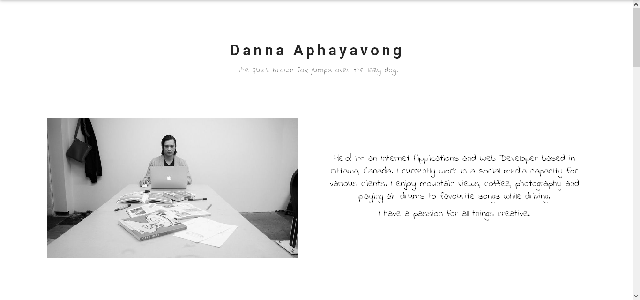 Danna Aphayavong
the quick brown fox jumps over the lazy dog.
Hello! I'm an Internet Applications and Web Developer based in
Ottawa, Canada. I currently work in a social media capacity for
various clients. I enjoy mountain views, coffee, photography and
playing air drums to favourite songs while driving.
I have a passion for all things creative.